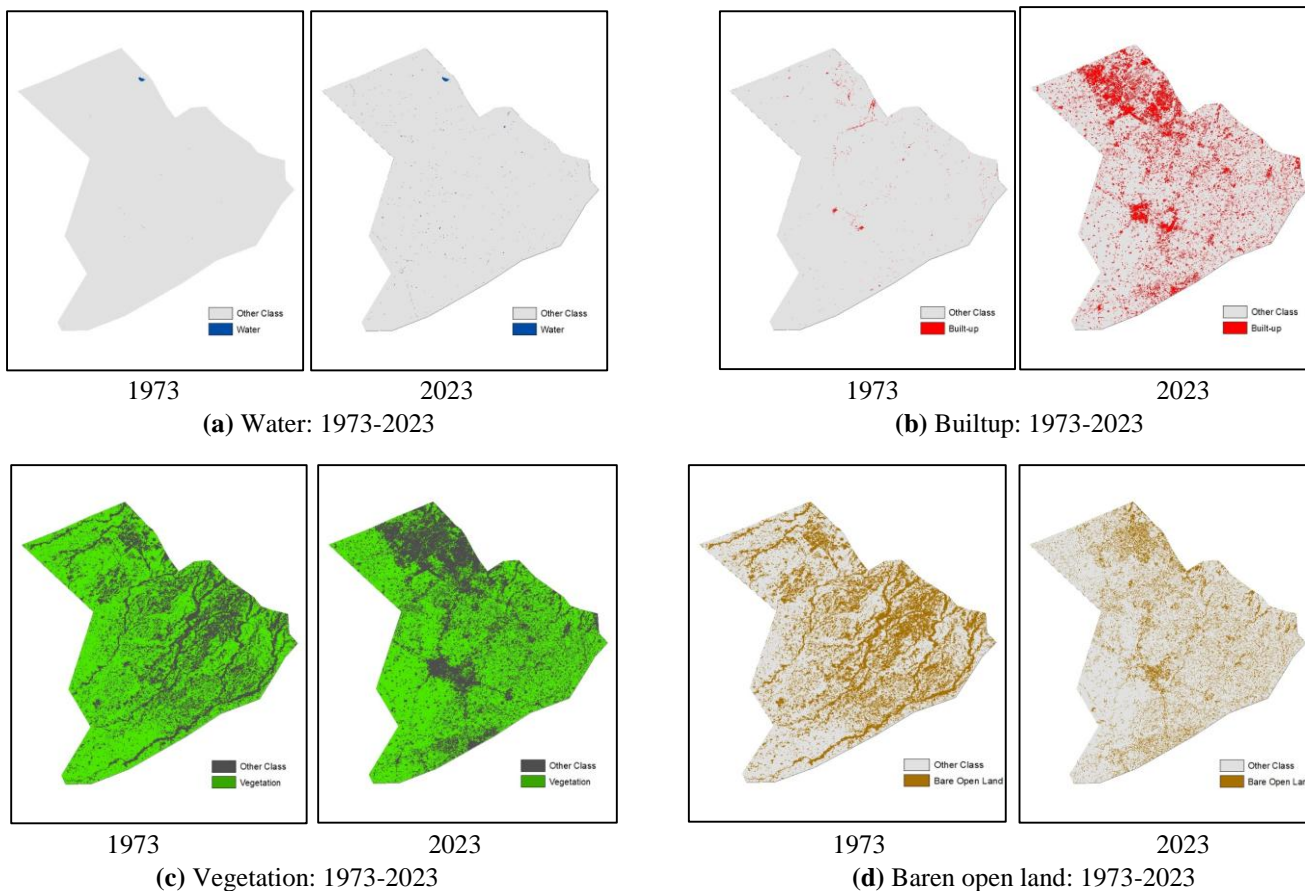 Other Class
Water
Other Class
Water
1973
2023
(a) Water: 1973-2023
Other Class
Built-up
Other Class
Built-up
1973
2023
(b) Builtup: 1973-2023
Other Class
Vegetation
Other Class
Vegetation
1973
2023
(c) Vegetation: 1973-2023
Other Class
Bare Open Land
Other Class
Bare Open Lan
1973
2023
(d) Baren open land: 1973-2023